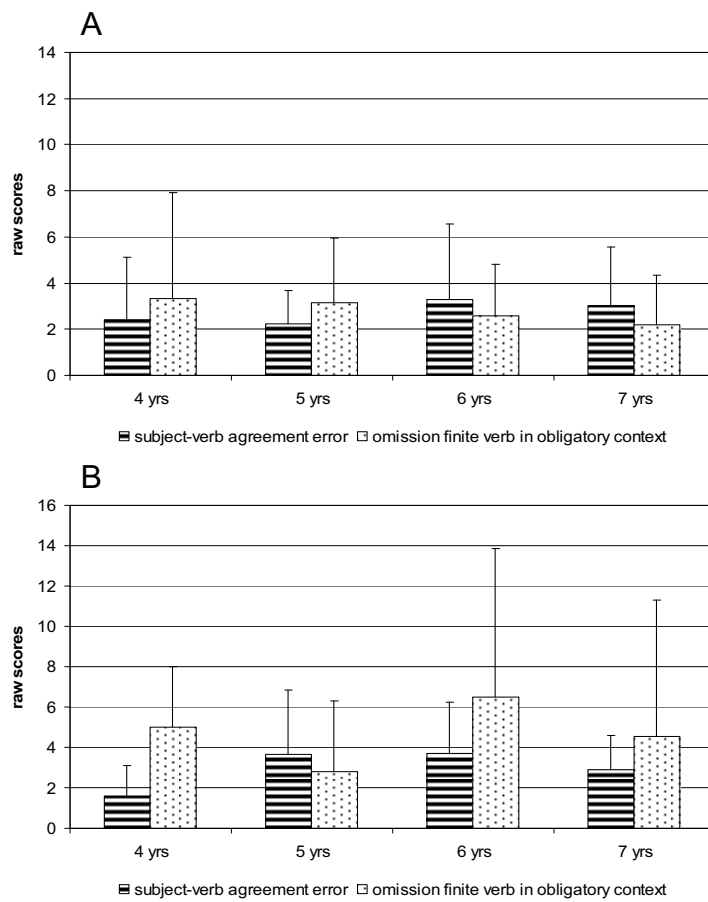 A
14
12
10
8
6
4
2
0
raw scores
4 yrs 5 yrs 6 yrs 7 yrs
subject-verb agreement error omission finite verb in obligatory context
B
16
14
12
10
8
6
4
2
0
raw scores
4 yrs 5 yrs 6 yrs 7 yrs
subject-verb agreement error omission finite verb in obligatory context